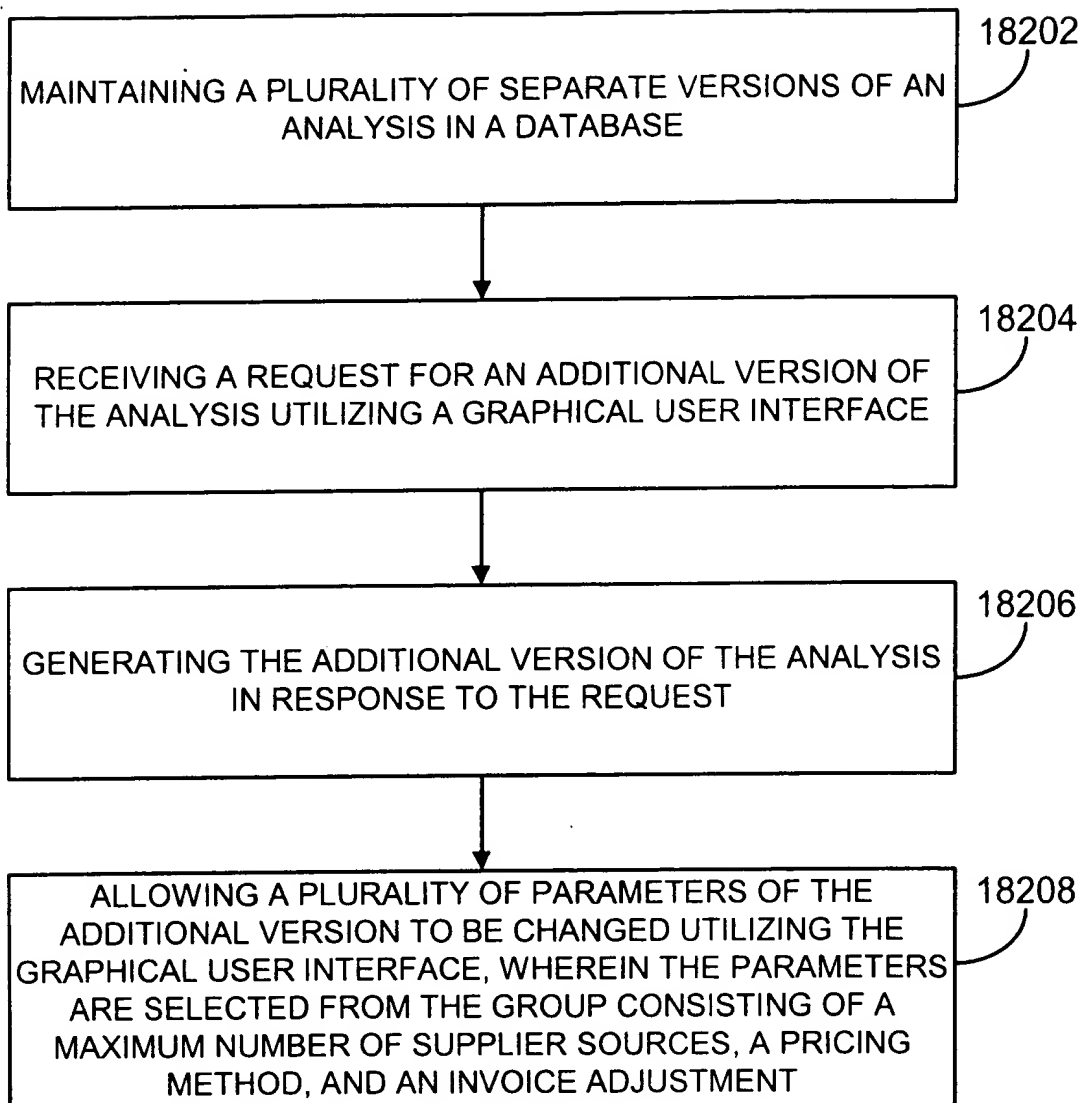 18202
MAINTAINING A PLURALITY OF SEPARATE VERSIONS OF AN
ANALYSIS IN A DATABASE
18204
RECEIVING A REQUEST FOR AN ADDITIONAL VERSION OF
THE ANALYSIS UTILIZING A GRAPHICAL USER INTERFACE
18206
GENERATING THE ADDITIONAL VERSION OF THE ANALYSIS
IN RESPONSE TO THE REQUEST
18208
ALLOWING A PLURALITY OF PARAMETERS OF THE
ADDITIONAL VERSION TO BE CHANGED UTILIZING THE
GRAPHICAL USER INTERFACE, WHEREIN THE PARAMETERS
ARE SELECTED FROM THE GROUP CONSISTING OF A
MAXIMUM NUMBER OF SUPPLIER SOURCES, A PRICING
METHOD, AND AN INVOICE ADJUSTMENT